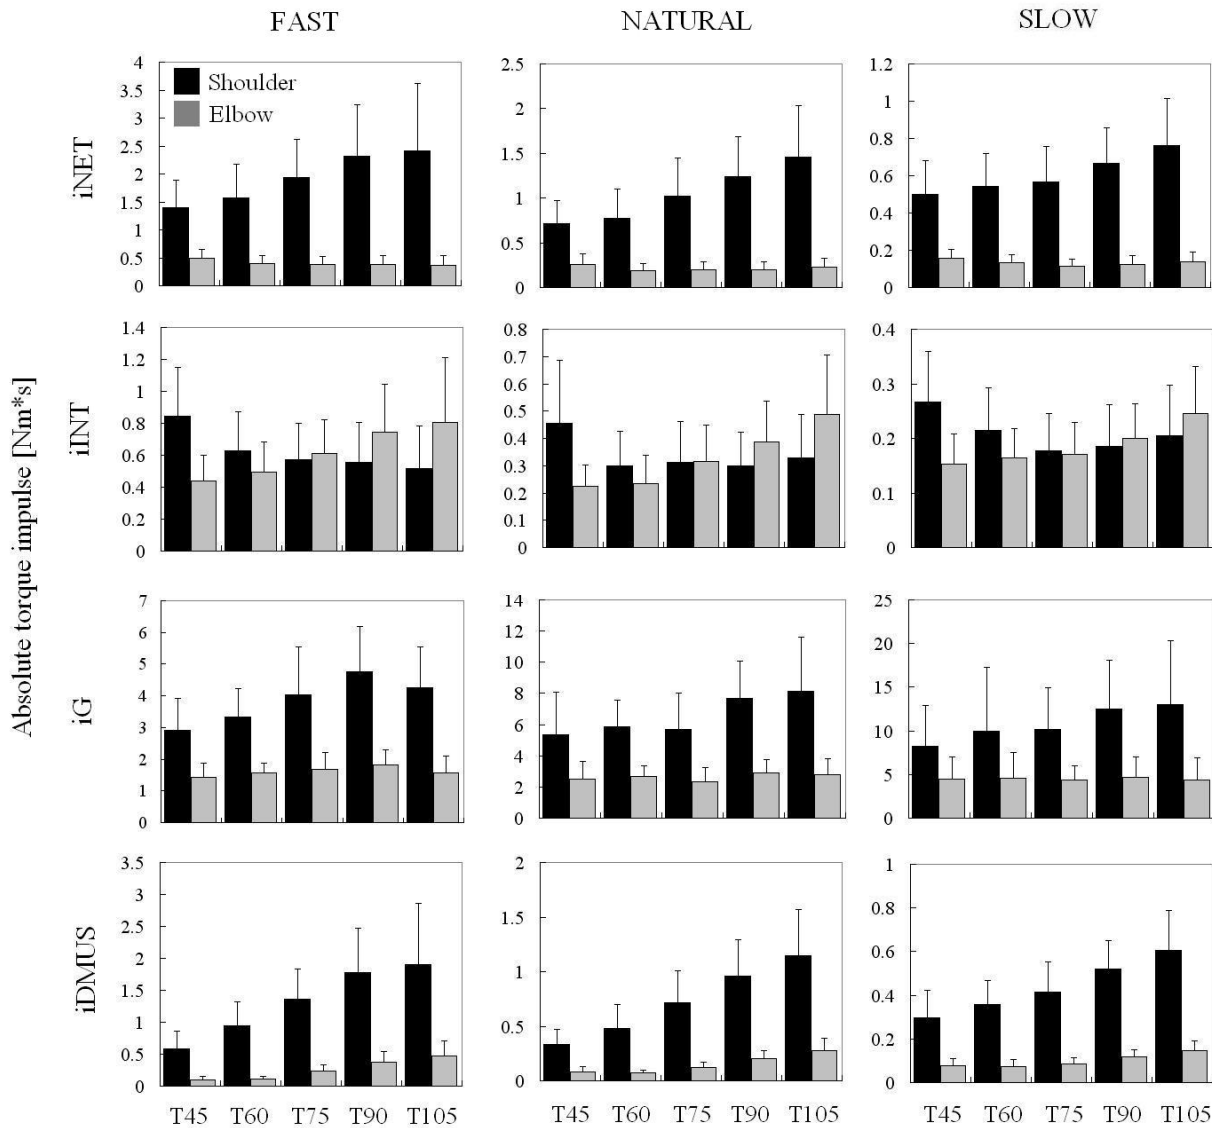 FAST NATURAL SLOW
Absolute torque impulse [Nm*s]
iNET
4 3.5 3 2.5 2 1.5 1 0.5 0
Shoulder
Elbow
2.5 2 1.5 1 0.5 0
1.2 1 0.8 0.6 0.4 0.2 0
iINT
1.4 1.2 1 0.8 0.6 0.4 0.2 0
0.8 0.7 0.6 0.5 0.4 0.3 0.2 0.1 0
0.4 0.3 0.2 0.1 0
iG
7 6 5 4 3 2 1 0
14 12 10 8 6 4 2 0
25 20 15 10 5 0
iDMUS
3.5 3 2.5 2 1.5 1 0.5 0
2 1.5 1 0.5 0
1 0.8 0.6 0.4 0.2 0
T45 T60 T75 T90 T105 T45 T60 T75 T90 T105 T45 T60 T75 T90 T105